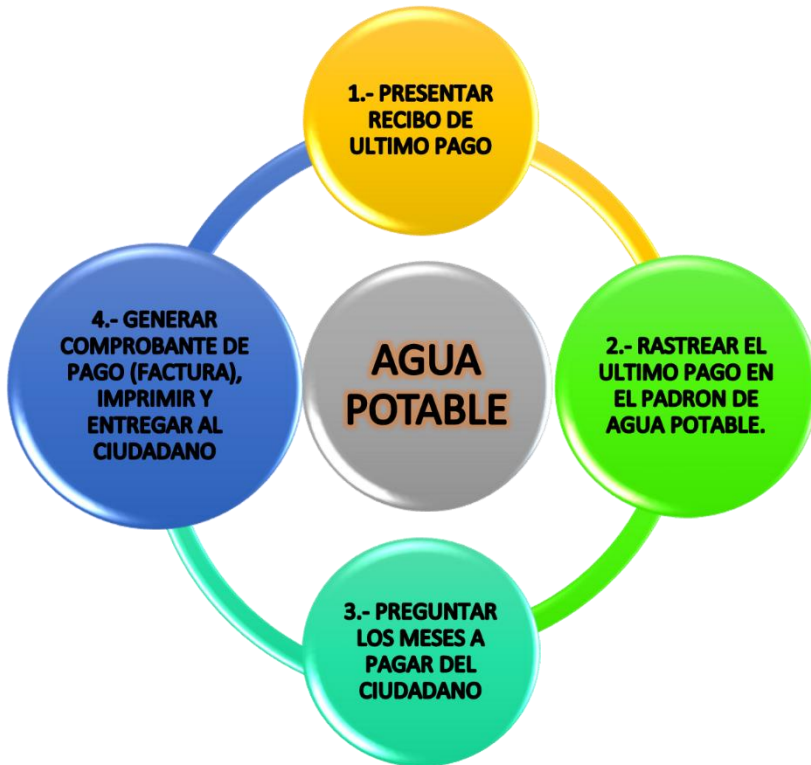 1.- PRESENTAR
RECIBO DE
ULTIMO PAGO
2.- RASTREAR EL
ULTIMO PAGO EN
EL PADRON DE
AGUA POTABLE.
3.- PREGUNTAR
LOS MESES A
PAGAR DEL
CIUDADANO
4.- GENERAR
COMPROBANTE DE
PAGO (FACTURA),
IMPRIMIR Y
ENTREGAR AL
CIUDADANO
AGUA
POTABLE